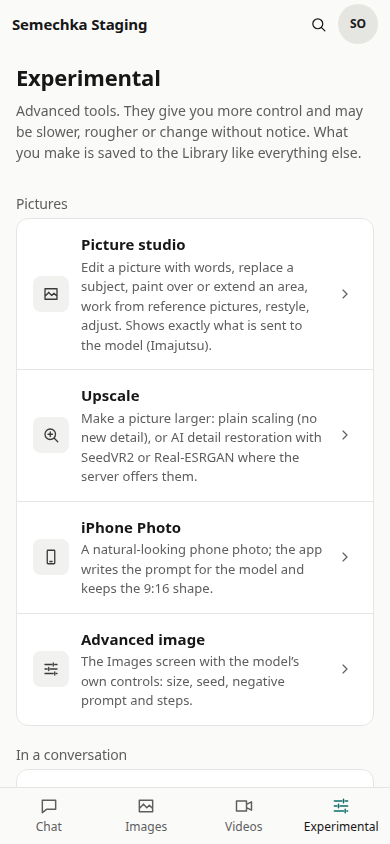 Semechka Staging
SO
Experimental
Advanced tools. They give you more control and may
be slower, rougher or change without notice. What
you make is saved to the Library like everything else.
Pictures
Picture studio
Edit a picture with words, replace a
subject, paint over or extend an area,
work from reference pictures, restyle,
adjust. Shows exactly what is sent to
the model (Imajutsu).
Upscale
Make a picture larger: plain scaling (no
new detail), or AI detail restoration with
SeedVR2 or Real-ESRGAN where the
server offers them.
iPhone Photo
A natural-looking phone photo; the app
writes the prompt for the model and
keeps the 9:16 shape.
Advanced image
The Images screen with the model’s
own controls: size, seed, negative
prompt and steps.
In a conversation
Chat
Images
Videos
Experimental